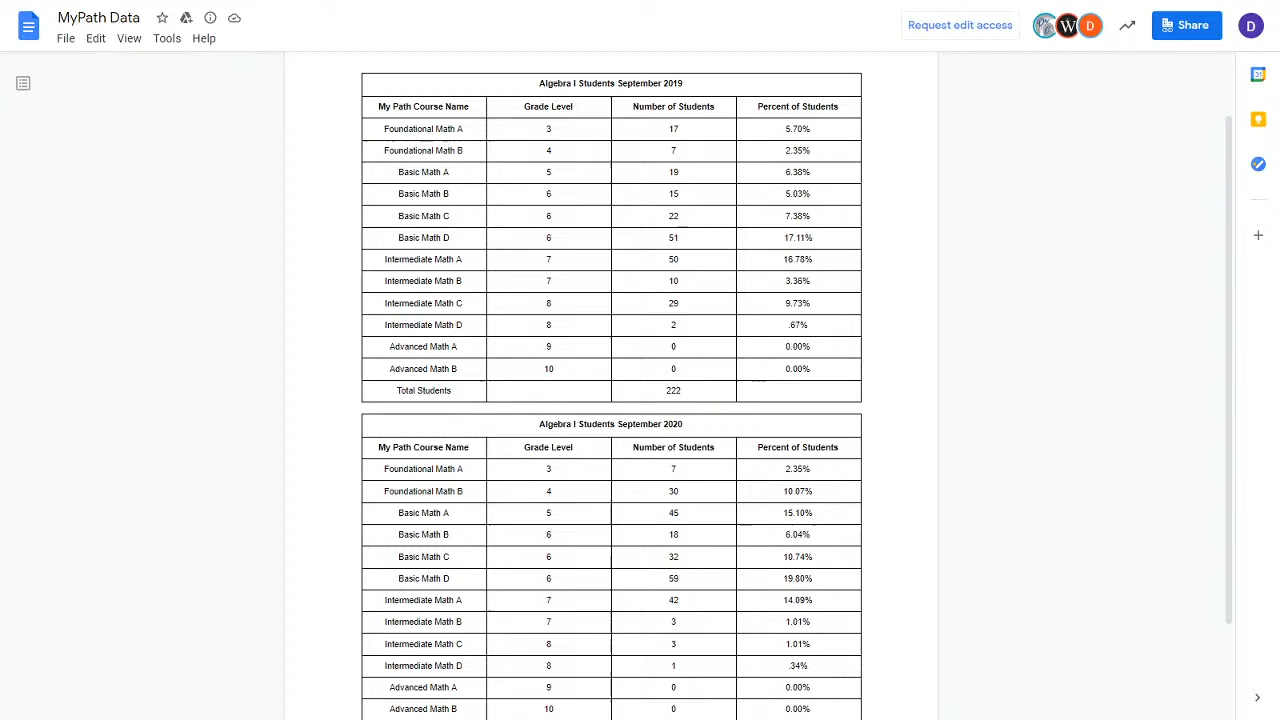 MyPath Data
File Edit View Tools Help
Request edit access
W
D
Share
D
31
Algebra I Students September 2019
My Path Course Name Grade Level Number of Students Percent of Students
Foundational Math A 3 17 5.70%
Foundational Math B 4 7 2.35%
Basic Math A 5 19 6.38%
Basic Math B 6 15 5.03%
Basic Math C 6 22 7.38%
Basic Math D 6 51 17.11%
Intermediate Math A 7 50 16.78%
Intermediate Math B 7 10 3.36%
Intermediate Math C 8 29 9.73%
Intermediate Math D 8 2 .67%
Advanced Math A 9 0 0.00%
Advanced Math B 10 0 0.00%
Total Students 222
Algebra I Students September 2020
My Path Course Name Grade Level Number of Students Percent of Students
Foundational Math A 3 7 2.35%
Foundational Math B 4 30 10.07%
Basic Math A 5 45 15.10%
Basic Math B 6 18 6.04%
Basic Math C 6 32 10.74%
Basic Math D 6 59 19.80%
Intermediate Math A 7 42 14.09%
Intermediate Math B 7 3 1.01%
Intermediate Math C 8 3 1.01%
Intermediate Math D 8 1 .34%
Advanced Math A 9 0 0.00%
Advanced Math B 10 0 0.00%